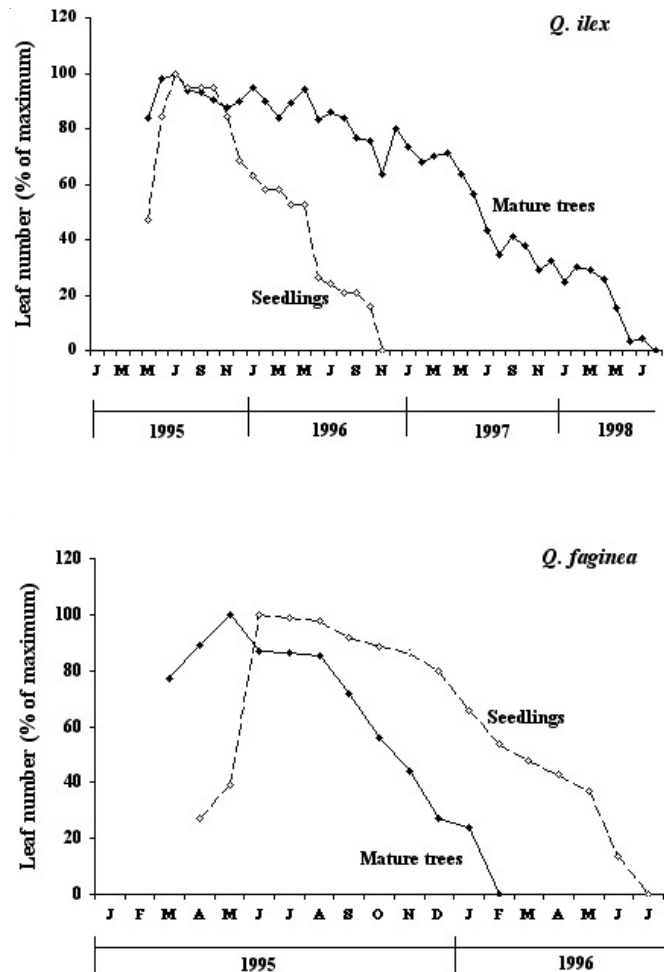 Q. ilex
Leaf number (% of maximum)
120
100
80
60
40
20
0
Mature trees
Seedlings
J M M J S N J M M J S N J M M J S N J M M J
1995 1996 1997 1998
Q. faginea
Leaf number (% of maximum)
120
100
80
60
40
20
0
Seedlings
Mature trees
J F M A M J J A S O N D J F M A M J J
1995 1996